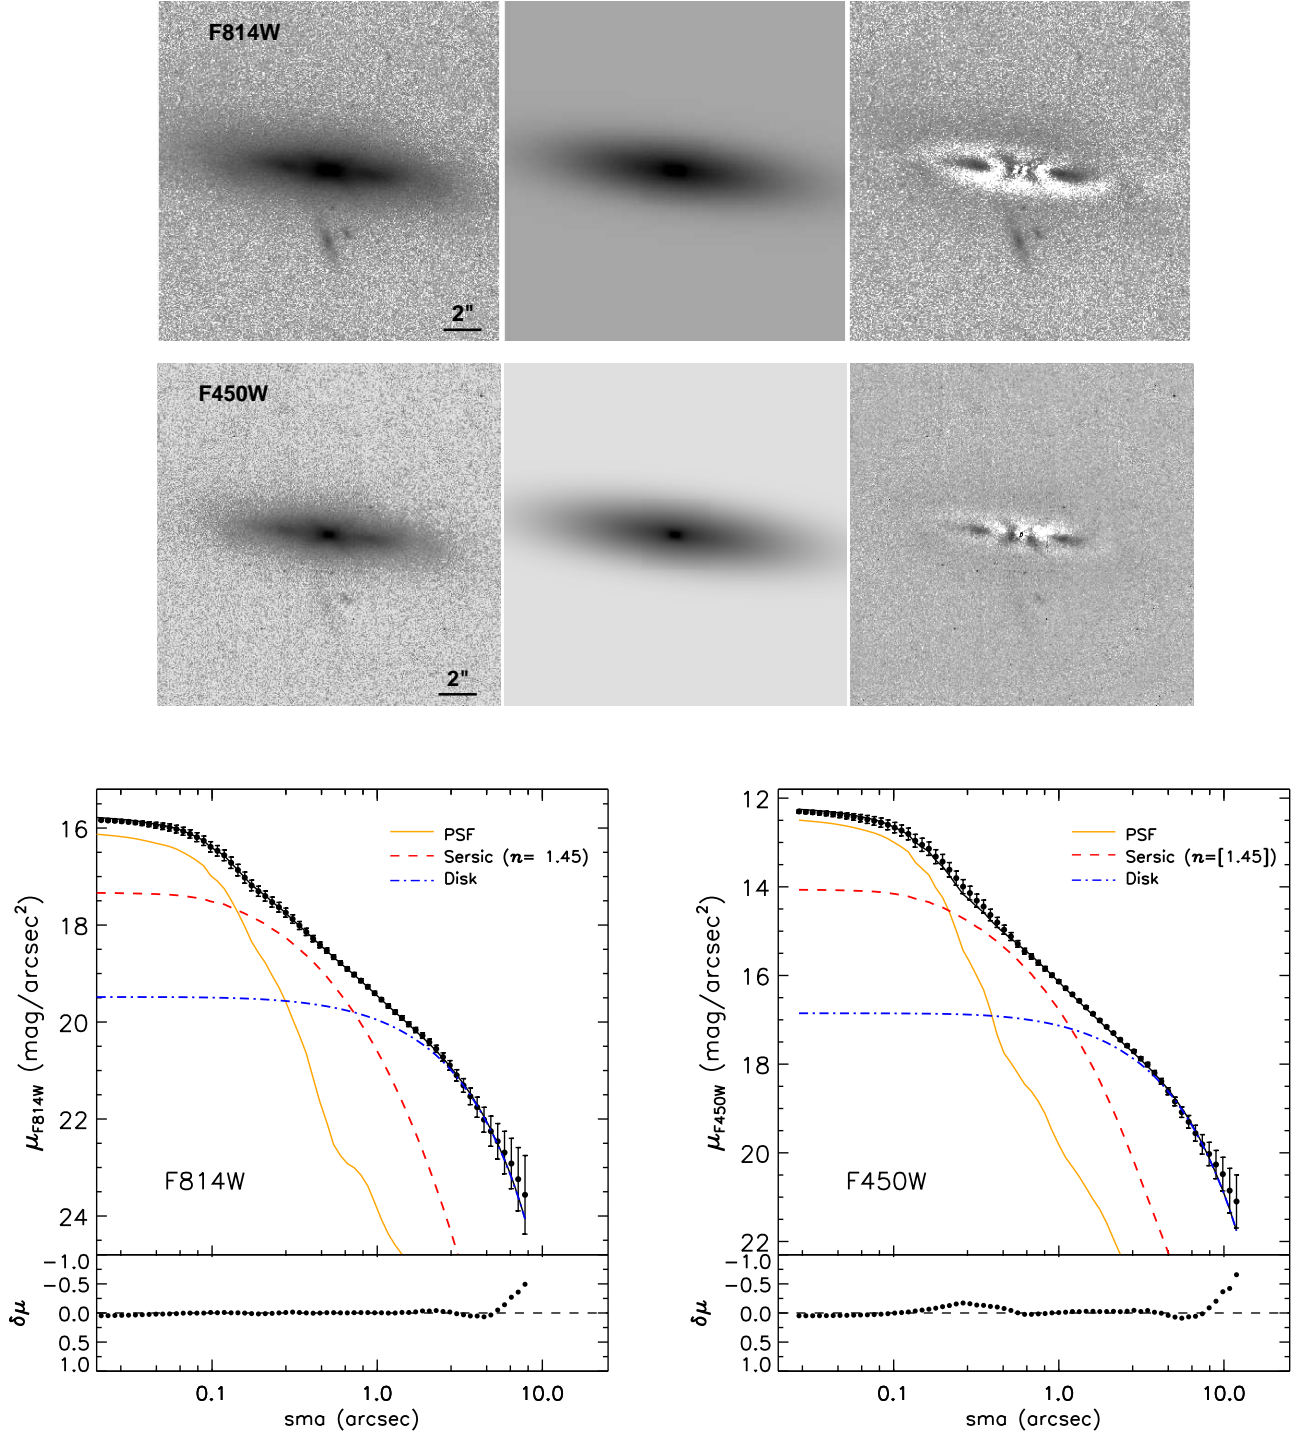 F814W
2"
F450W
2"
PSF
Sersic (n= 1.45)
Disk
F814W
μF814W (mag/arcsec²)
16
18
20
22
24
−1.0
−0.5
0.0
0.5
1.0
δμ
0.1 1.0 10.0
sma (arcsec)
PSF
Sersic (n=[1.45])
Disk
F450W
μF450W (mag/arcsec²)
12
14
16
18
20
22
−1.0
−0.5
0.0
0.5
1.0
δμ
0.1 1.0 10.0
sma (arcsec)